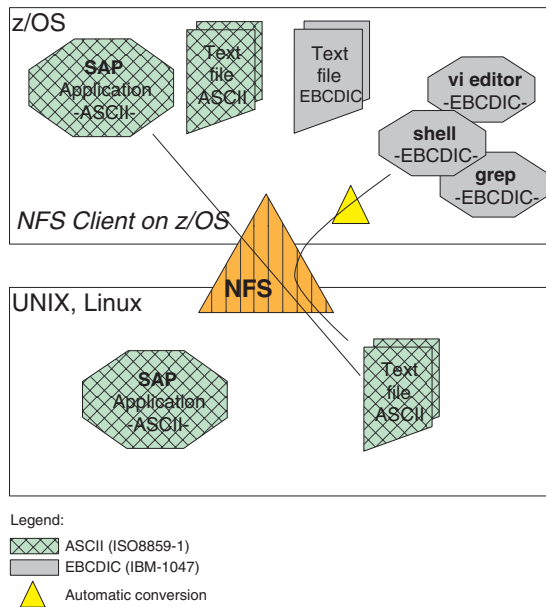 z/OS
SAP
Application
-ASCII-
Text
file
ASCII
Text
file
EBCDIC
vi editor
-EBCDIC-
shell
-EBCDIC-
grep
-EBCDIC-
NFS Client on z/OS
NFS
UNIX, Linux
SAP
Application
-ASCII-
Text
file
ASCII
Legend:
ASCII (ISO8859-1)
EBCDIC (IBM-1047)
Automatic conversion